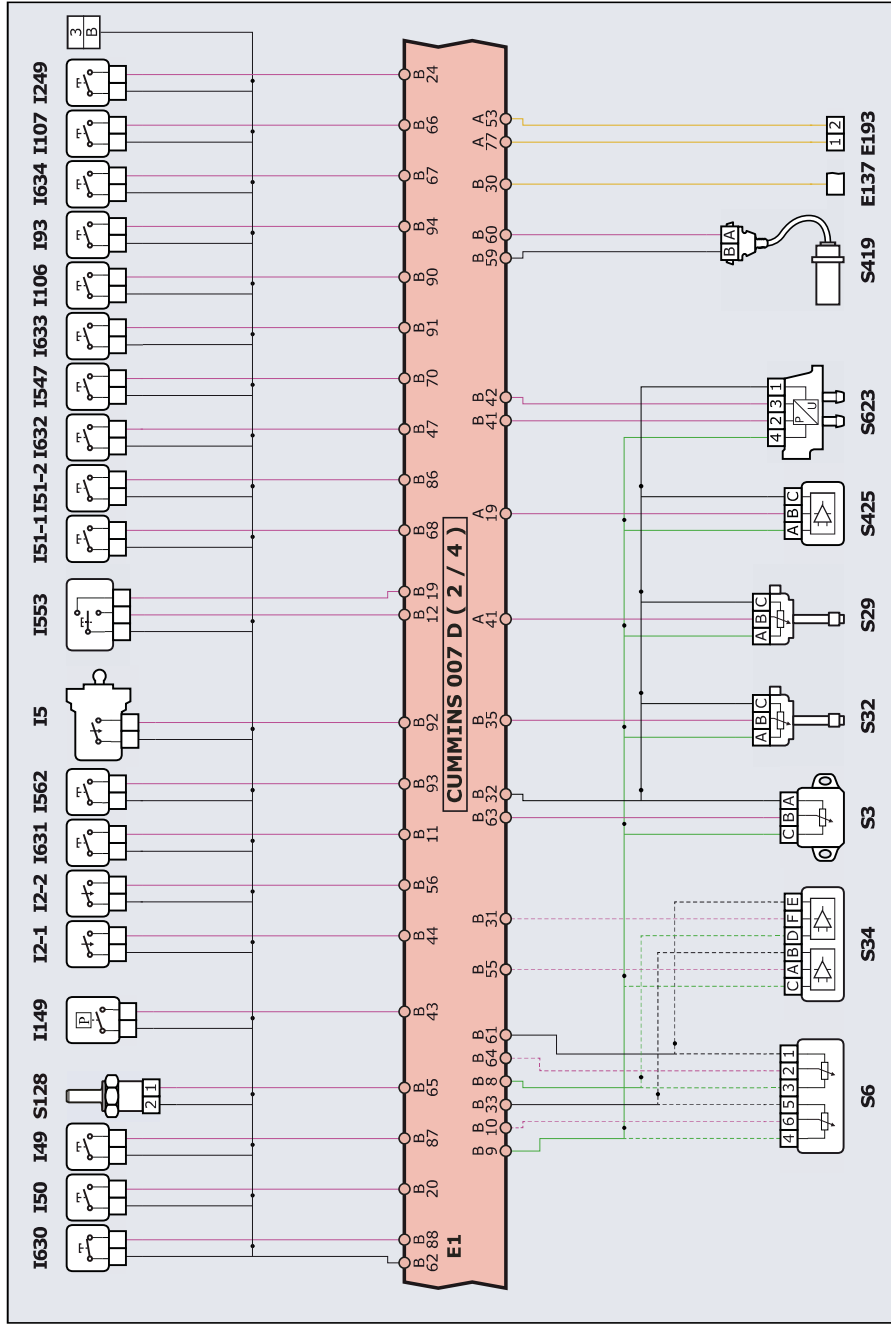 I630 I50 I49 S128 I149 I2-1 I2-2 I631 I562 I5 I553 I51-1 I51-2 I632 I547 I633 I106 I93 I634 I107 I249
3
B
P
2 1
B B B B B B B B B B B B B B B B B B B B B B B
62 88 20 87 65 43 44 56 11 93 92 12 19 68 86 47 70 91 90 94 67 66 24
E1
CUMMINS 007 D ( 2 / 4 )
B B B B B B B B B B B A A B B B B B A A
9 10 33 8 64 61 55 31 63 32 35 41 19 41 42 59 60 30 77 53
B A
4 6 5 3 2 1 C A B D F E C B A A B C A B C A B C 4 2 3 1
P
U
1 2
S6 S34 S3 S32 S29 S425 S623 S419 E137 E193